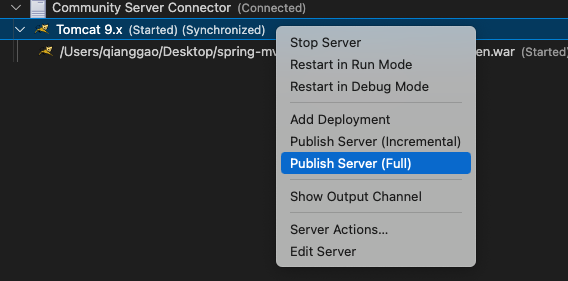 Community Server Connector (Connected)
Tomcat 9.x (Started) (Synchronized)
/Users/qianggao/Desktop/spring-m
en.war (Started)
Stop Server
Restart in Run Mode
Restart in Debug Mode
Add Deployment
Publish Server (Incremental)
Publish Server (Full)
Show Output Channel
Server Actions...
Edit Server